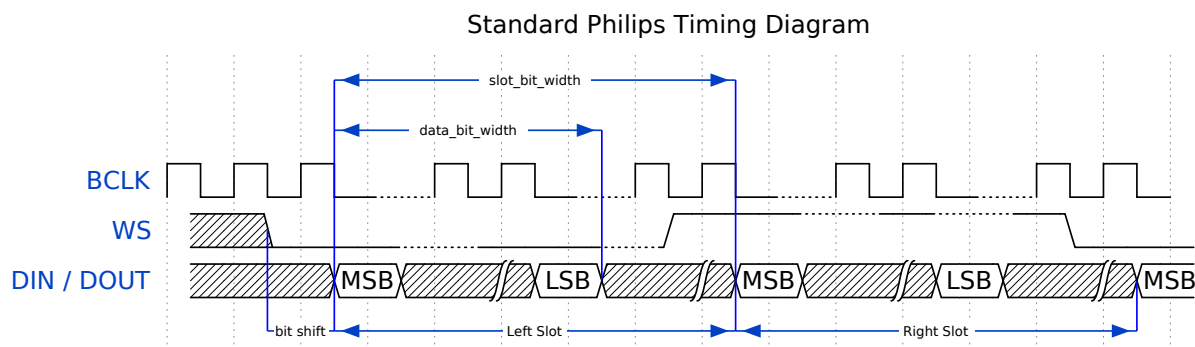 Standard Philips Timing Diagram
slot_bit_width
data_bit_width
BCLK
WS
DIN / DOUT
MSB
LSB
MSB
LSB
MSB
bit shift
Left Slot
Right Slot